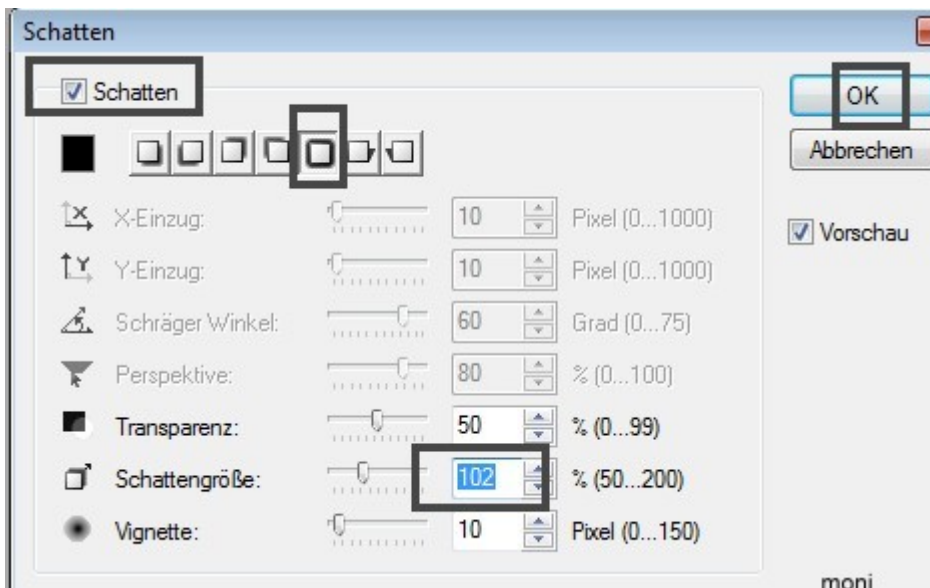 Schatten
Schatten
OK
Abbrechen
X-Einzug: 10 Pixel (0...1000)
Vorschau
Y-Einzug: 10 Pixel (0...1000)
Schräger Winkel: 60 Grad (0...75)
Perspektive: 80 % (0...100)
Transparenz: 50 % (0...99)
Schattengröße: 102 % (50...200)
Vignette: 10 Pixel (0...150)
moni